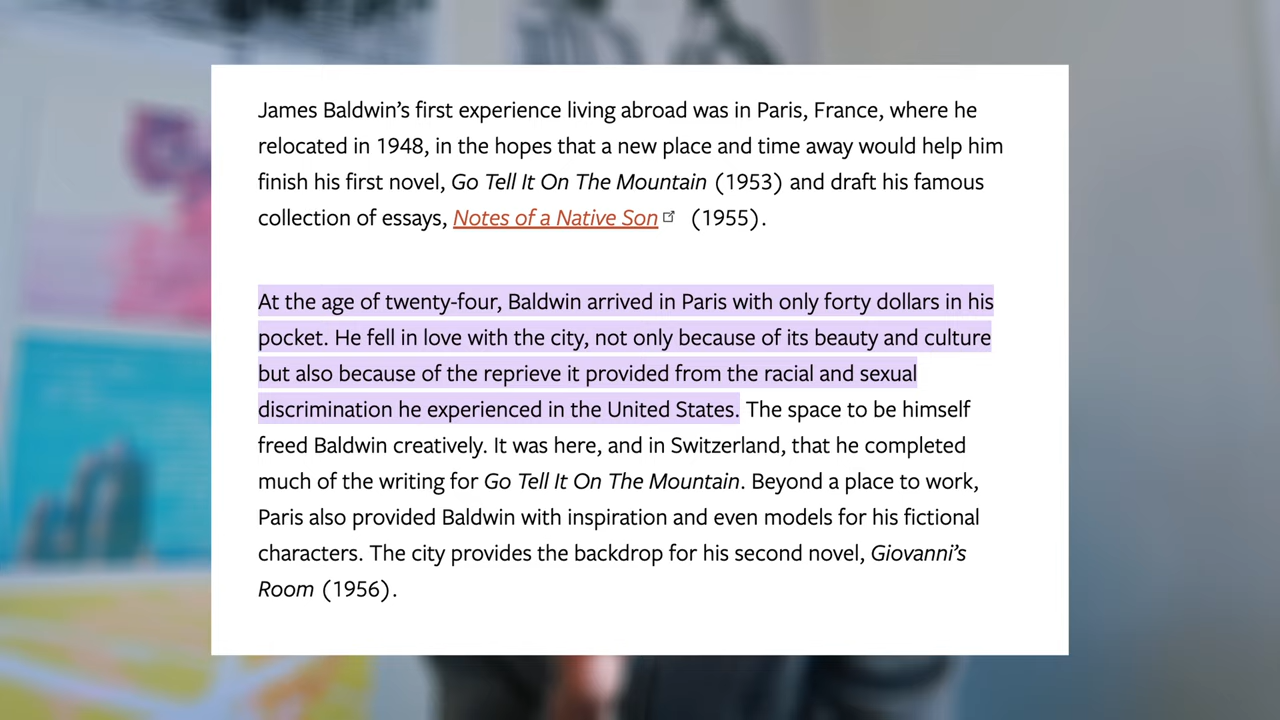 James Baldwin’s first experience living abroad was in Paris, France, where he
relocated in 1948, in the hopes that a new place and time away would help him
finish his first novel, Go Tell It On The Mountain (1953) and draft his famous
collection of essays, Notes of a Native Son (1955).
At the age of twenty-four, Baldwin arrived in Paris with only forty dollars in his
pocket. He fell in love with the city, not only because of its beauty and culture
but also because of the reprieve it provided from the racial and sexual
discrimination he experienced in the United States. The space to be himself
freed Baldwin creatively. It was here, and in Switzerland, that he completed
much of the writing for Go Tell It On The Mountain. Beyond a place to work,
Paris also provided Baldwin with inspiration and even models for his fictional
characters. The city provides the backdrop for his second novel, Giovanni’s
Room (1956).